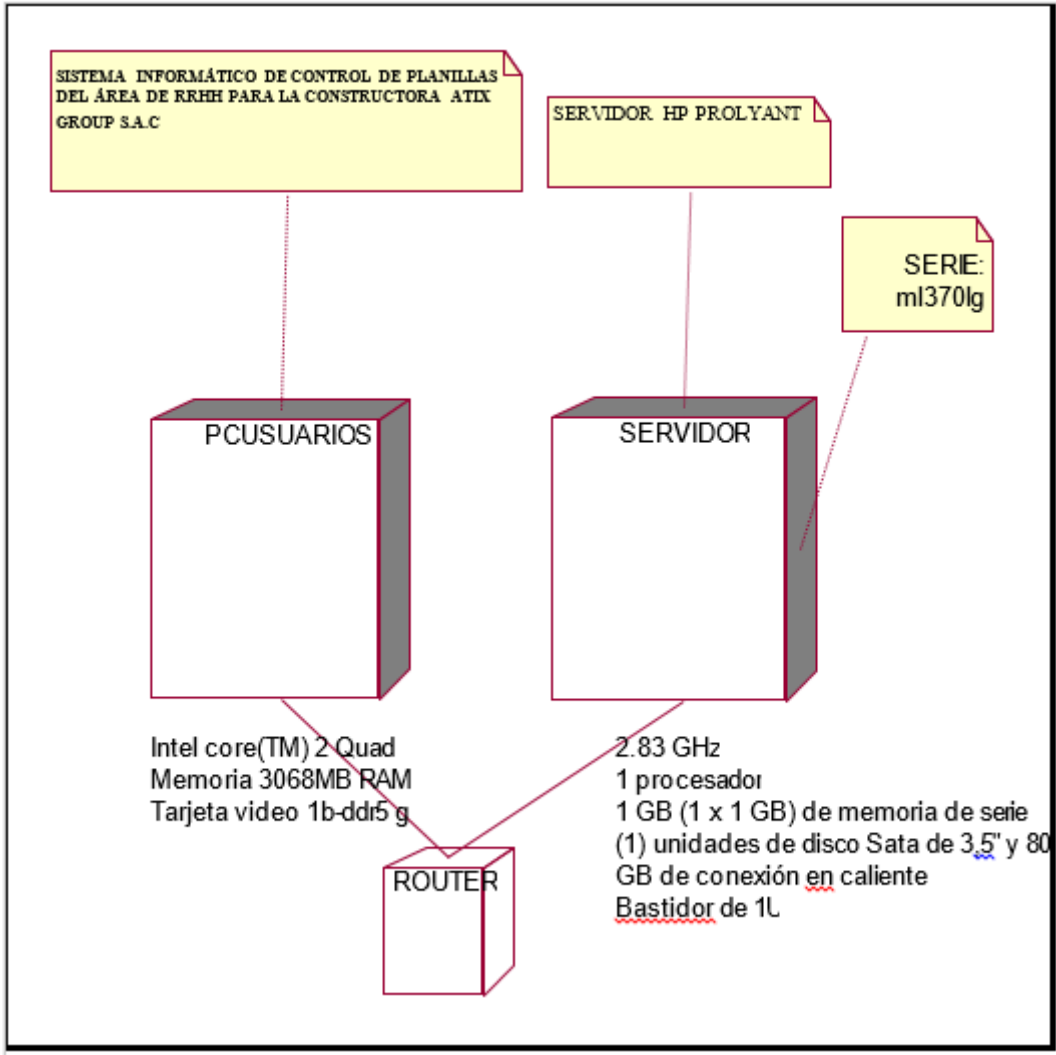 SISTEMA INFORMÁTICO DE CONTROL DE PLANILLAS
DEL ÁREA DE RRHH PARA LA CONSTRUCTORA ATIX
GROUP S.A.C
SERVIDOR HP PROLYANT
SERIE:
ml370lg
PCUSUARIOS
SERVIDOR
Intel core(TM) 2 Quad
Memoria 3068MB RAM
Tarjeta video 1b-ddr5 g
2.83 GHz
1 procesador
1 GB (1 x 1 GB) de memoria de serie
(1) unidades de disco Sata de 3,5" y 80
GB de conexión en caliente
Bastidor de 1U
ROUTER